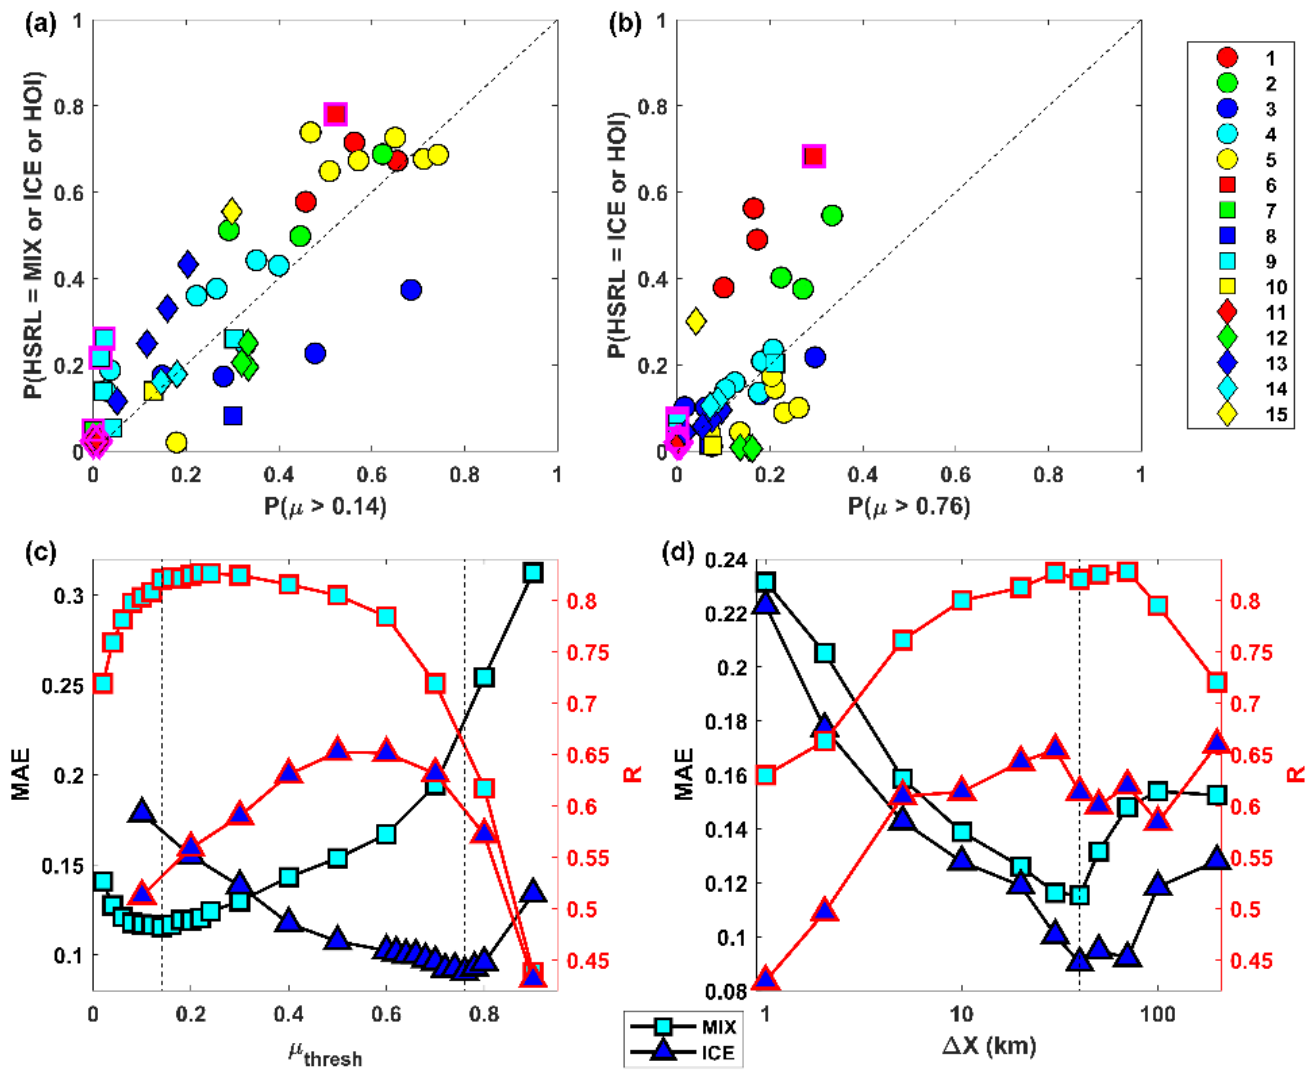 (a)
P(HSRL = MIX or ICE or HOI)
1
0.8
0.6
0.4
0.2
0
0 0.2 0.4 0.6 0.8 1
P(μ > 0.14)
(b)
P(HSRL = ICE or HOI)
1
0.8
0.6
0.4
0.2
0
0 0.2 0.4 0.6 0.8 1
P(μ > 0.76)
1
2
3
4
5
6
7
8
9
10
11
12
13
14
15
(c)
MAE
0.3
0.25
0.2
0.15
0.1
0 0.2 0.4 0.6 0.8
μthresh
0.8
0.75
0.7
0.65
0.6
0.55
0.5
0.45
R
(d)
MAE
0.24
0.22
0.2
0.18
0.16
0.14
0.12
0.1
0.08
1 10 100
ΔX (km)
0.8
0.75
0.7
0.65
0.6
0.55
0.5
0.45
R
MIX
ICE